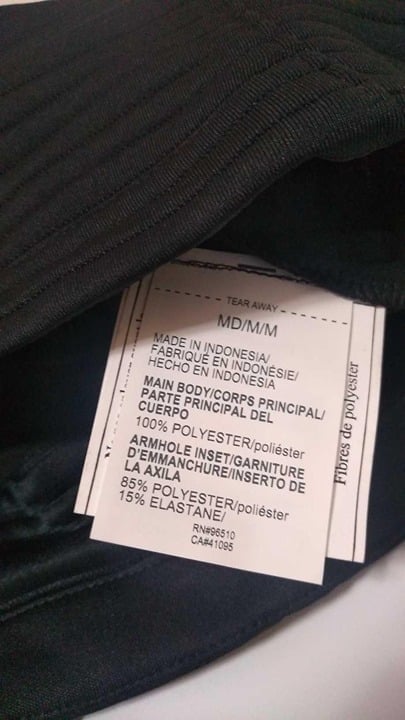 TEAR AWAY
MD/M/M
MADE IN INDONESIA/
FABRIQUÉ EN INDONÉSIE/
HECHO EN INDONESIA
MAIN BODY/CORPS PRINCIPAL/
PARTE PRINCIPAL DEL
CUERPO
100% POLYESTER/poliéster
ARMHOLE INSET/GARNITURE
D'EMMANCHURE/INSERTO DE
LA AXILA
85% POLYESTER/poliéster
15% ELASTANE/
RN#96510
CA#41095
Fibres de polyester